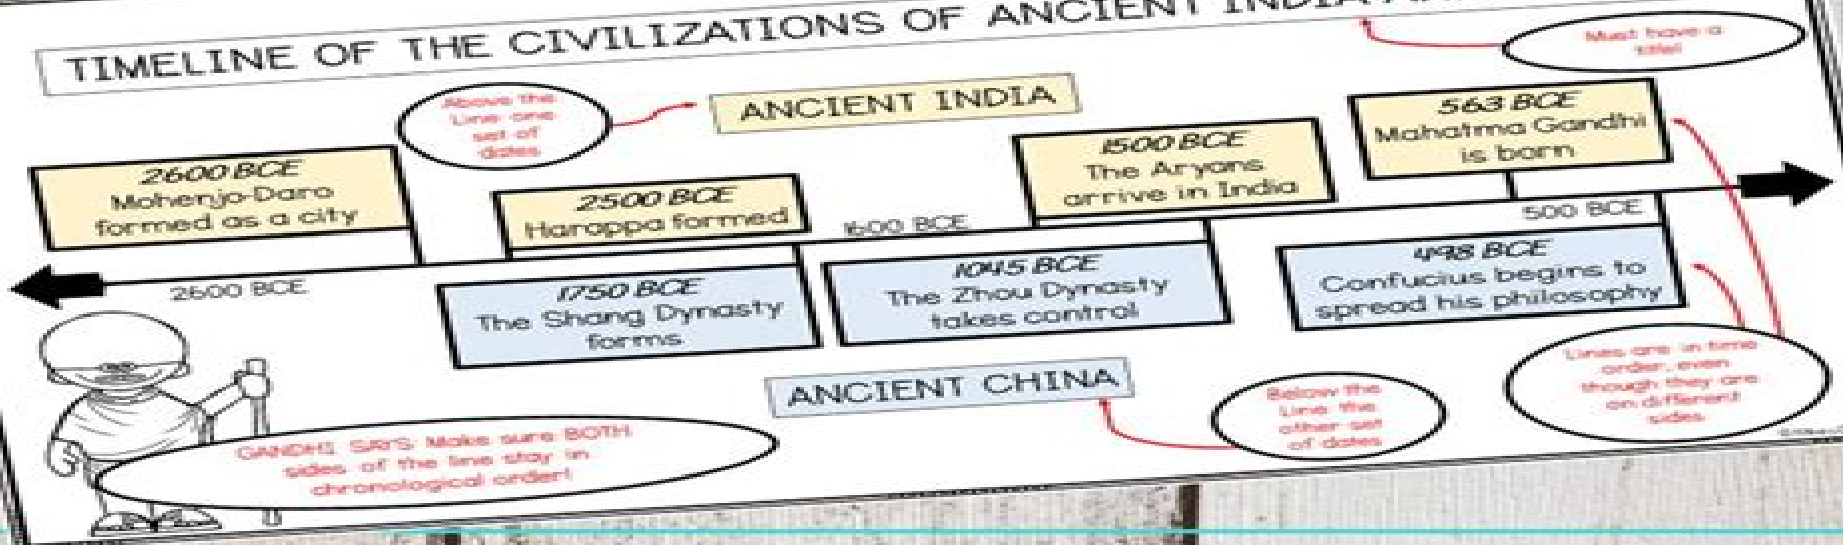 TIMELINE OF THE CIVILIZATIONS OF ANCIENT INDIA
Must have a
title!
Above the
Line one
set of
dates
ANCIENT INDIA
2600 BCE
Mohenjo-Daro
formed as a city
2500 BCE
Harappa formed
1500 BCE
The Aryans
arrive in India
563 BCE
Mahatma Gandhi
is born
2600 BCE
1600 BCE
500 BCE
1750 BCE
The Shang Dynasty
forms
1045 BCE
The Zhou Dynasty
takes control
498 BCE
Confucius begins to
spread his philosophy
ANCIENT CHINA
Below the
Line the
other set
of dates
Lines are in time
order, even
though they are
on different
sides
GANDHI SAYS: Make sure BOTH
sides of the line stay in
chronological order!